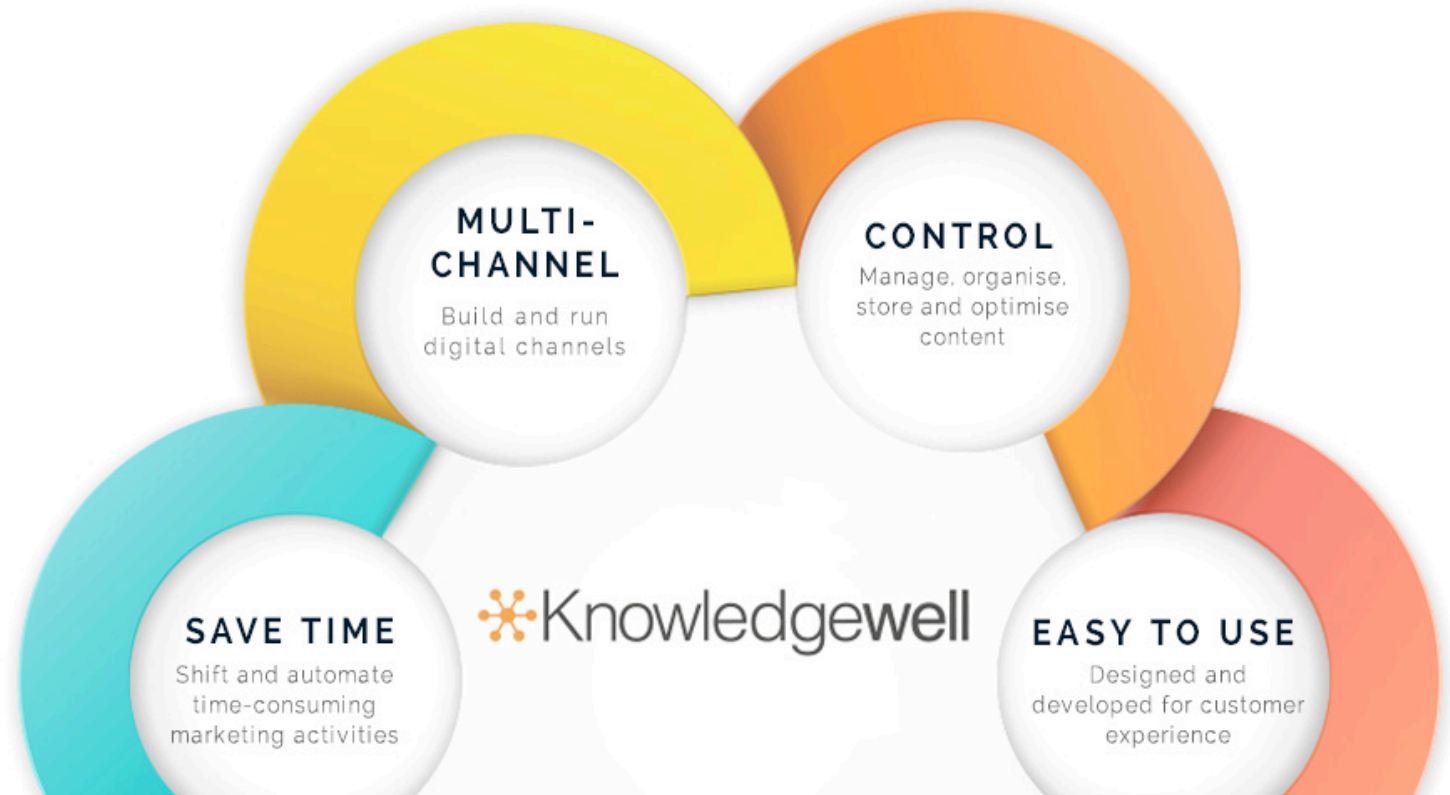 MULTI-
CHANNEL
Build and run
digital channels
CONTROL
Manage, organise,
store and optimise
content
SAVE TIME
Shift and automate
time-consuming
marketing activities
Knowledgewell
EASY TO USE
Designed and
developed for customer
experience